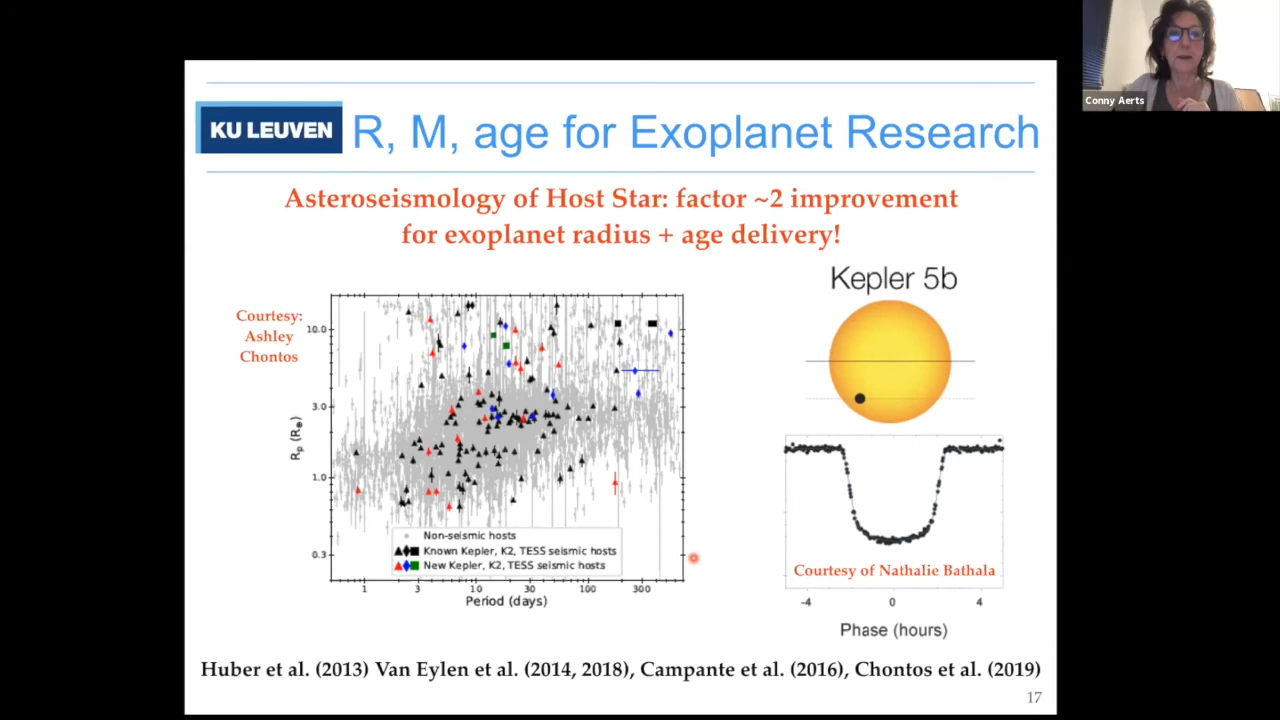 Conny Aerts
KU LEUVEN
R, M, age for Exoplanet Research
Asteroseismology of Host Star: factor ~2 improvement
for exoplanet radius + age delivery!
Courtesy:
Ashley
Chontos
10.0
3.0
1.0
0.3
Rₚ (R⊕)
Non-seismic hosts
Known Kepler, K2, TESS seismic hosts
New Kepler, K2, TESS seismic hosts
1 3 10 30 100 300
Period (days)
Kepler 5b
Courtesy of Nathalie Bathala
-4 0 4
Phase (hours)
Huber et al. (2013) Van Eylen et al. (2014, 2018), Campante et al. (2016), Chontos et al. (2019)
17